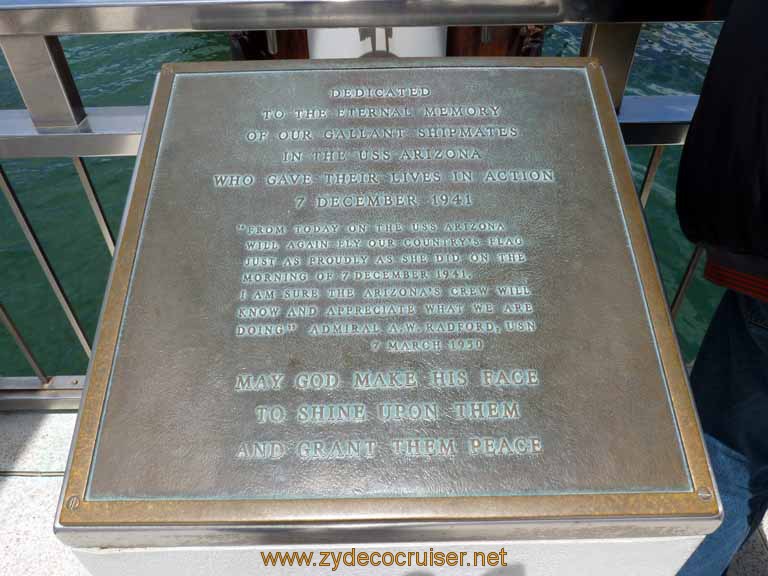 DEDICATED
TO THE ETERNAL MEMORY
OF OUR GALLANT SHIPMATES
IN THE USS ARIZONA
WHO GAVE THEIR LIVES IN ACTION
7 DECEMBER 1941
"FROM TODAY ON THE USS ARIZONA
WILL AGAIN FLY OUR COUNTRY'S FLAG
JUST AS PROUDLY AS SHE DID ON THE
MORNING OF 7 DECEMBER 1941.
I AM SURE THE ARIZONA'S CREW WILL
KNOW AND APPRECIATE WHAT WE ARE
DOING" ADMIRAL A.W. RADFORD, USN
7 MARCH 1950
MAY GOD MAKE HIS FACE
TO SHINE UPON THEM
AND GRANT THEM PEACE
www.zydecocruiser.net